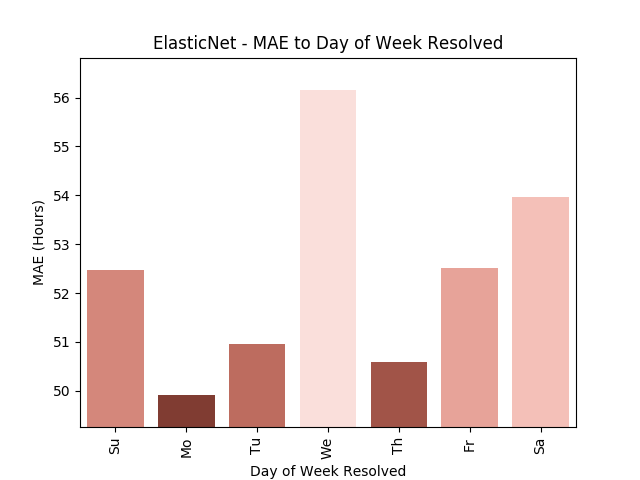 ElasticNet - MAE to Day of Week Resolved
56
55
54
53
52
51
50
MAE (Hours)
Su
Mo
Tu
We
Th
Fr
Sa
Day of Week Resolved